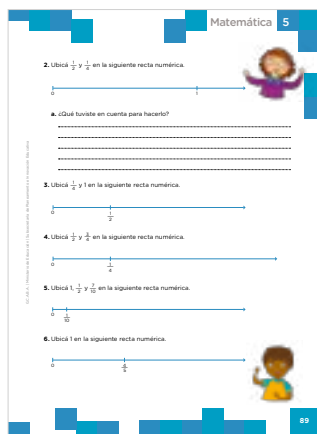 Matemática 5
2. Ubicá 1/2 y 1/4 en la siguiente recta numérica.
0 1
a. ¿Qué tuviste en cuenta para hacerlo?
3. Ubicá 1/4 y 1 en la siguiente recta numérica.
0 1/2
4. Ubicá 1/2 y 3/4 en la siguiente recta numérica.
0 1/4
5. Ubicá 1, 1/2 y 7/10 en la siguiente recta numérica.
0 1/10
6. Ubicá 1 en la siguiente recta numérica.
0
89